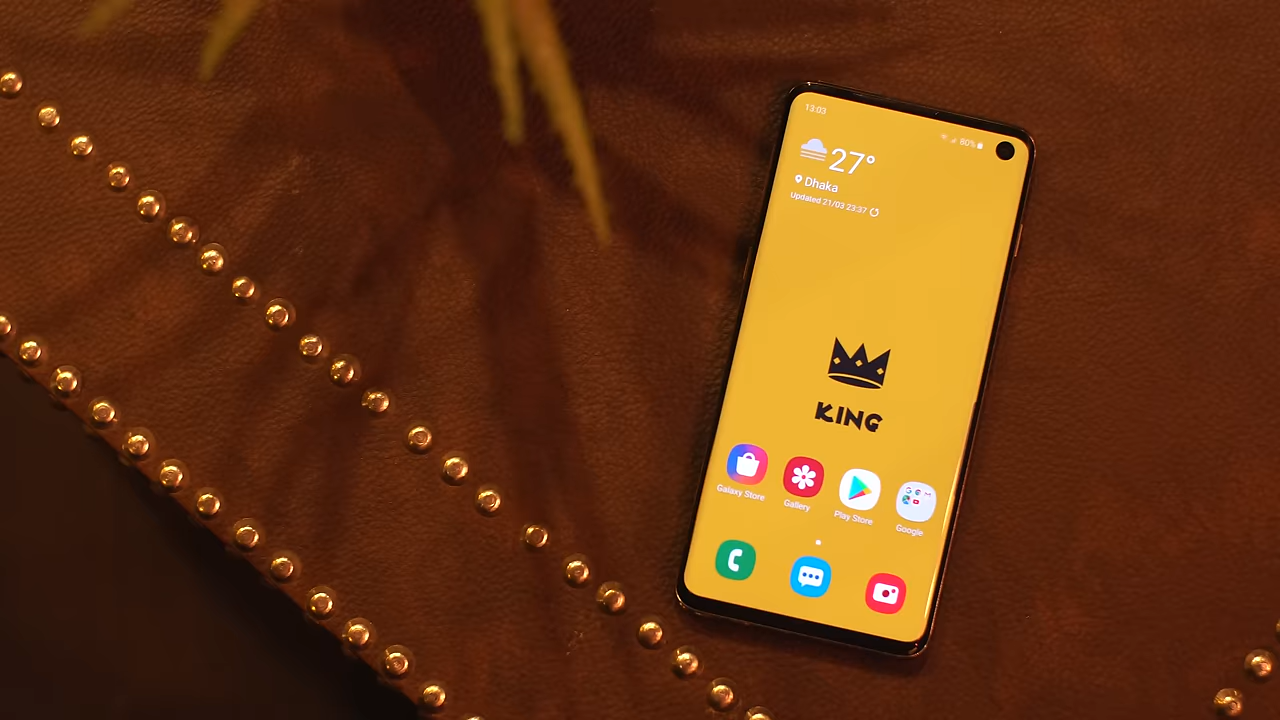 13:03
80%
27°
Dhaka
Updated 21/03 23:37
KING
Galaxy Store
Gallery
Play Store
Google